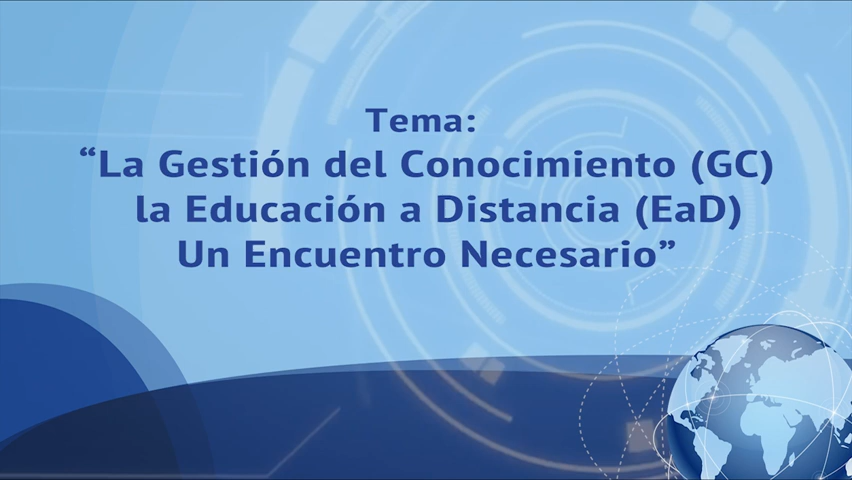 Tema:
“La Gestión del Conocimiento (GC)
la Educación a Distancia (EaD)
Un Encuentro Necesario”